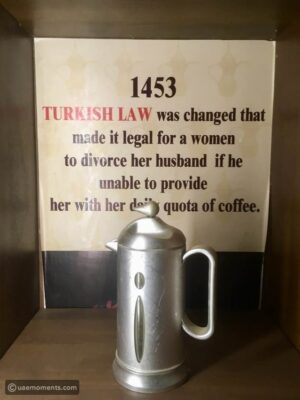 1453
TURKISH LAW was changed that
made it legal for a women
to divorce her husband if he
unable to provide
her with her daily quota of coffee.
© uaemoments.com